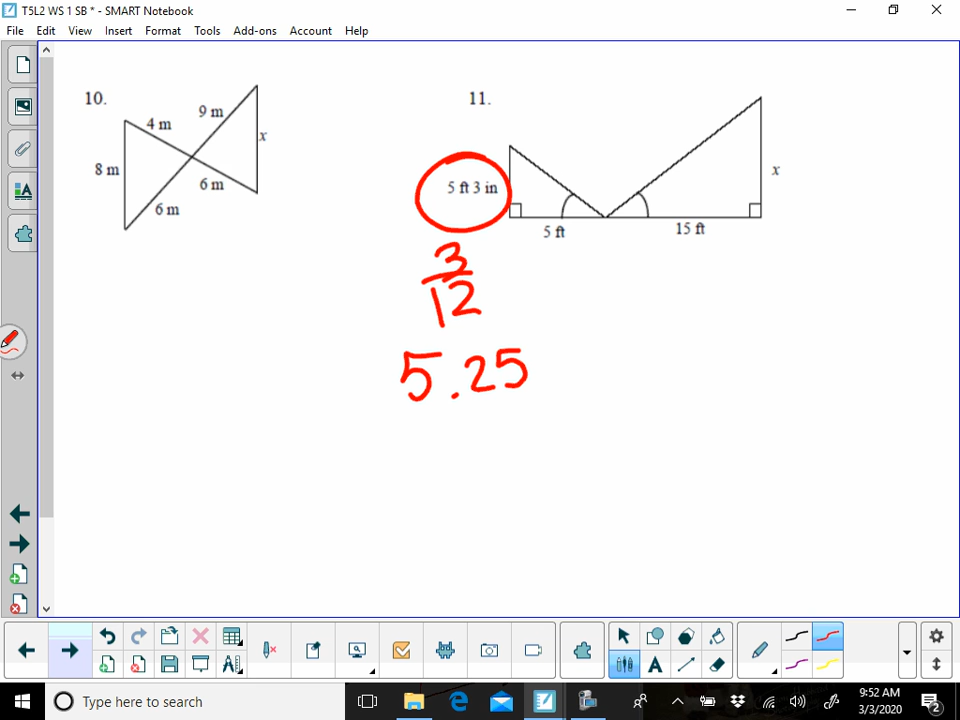 T5L2 WS 1 SB * - SMART Notebook
File Edit View Insert Format Tools Add-ons Account Help
10.
4 m
9 m
8 m
x
6 m
6 m
11.
5 ft 3 in
x
5 ft
15 ft
3
12
5.25
Type here to search
9:52 AM
3/3/2020
2